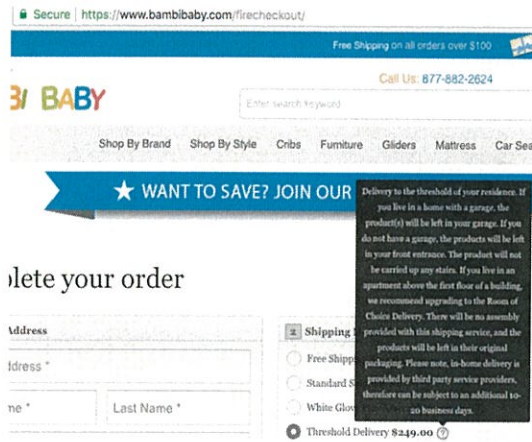 Secure | https://www.bambibaby.com/firecheckout/
Free Shipping on all orders over $100
Call Us: 877-882-2624
BI BABY
Enter search keyword
Shop By Brand Shop By Style Cribs Furniture Gliders Mattress Car Sea
WANT TO SAVE? JOIN OUR
Delivery to the threshold of your residence. If
you live in a home with a garage, the
product(s) will be left in your garage. If you
do not have a garage, the products will be left
in your front entrance. The product will not
be carried up any stairs. If you live in an
apartment above the first floor of a building,
we recommend upgrading to the Room of
Choice Delivery. There will be no assembly
provided with this shipping service, and the
products will be left in their original
packaging. Please note, in-home delivery is
provided by third party service providers,
therefore can be subject to an additional 10-
20 business days.
plete your order
Address
ddress *
me *
Last Name *
2 Shipping
Free Shipp
Standard S
White Glov
Threshold Delivery $249.00 ?